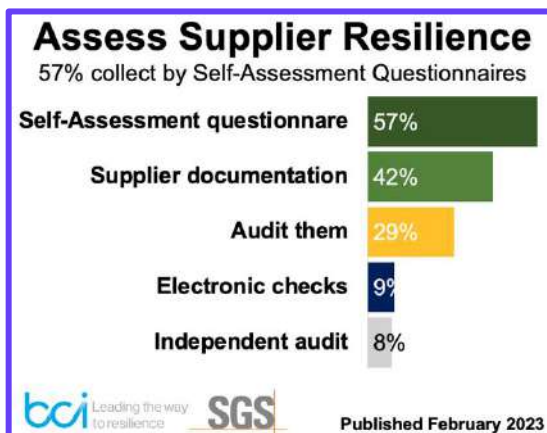 Assess Supplier Resilience
57% collect by Self-Assessment Questionnaires
Self-Assessment questionnare 57%
Supplier documentation 42%
Audit them 29%
Electronic checks 9%
Independent audit 8%
bci Leading the way
to resilience
SGS
Published February 2023